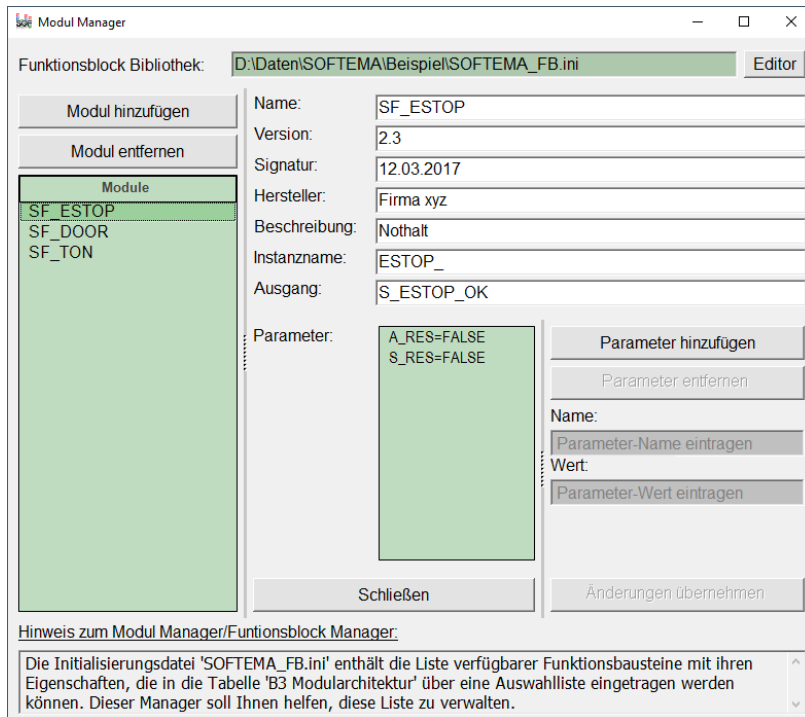 Modul Manager
Funktionsblock Bibliothek: D:\Daten\SOFTEMA\Beispiel\SOFTEMA_FB.ini Editor
Modul hinzufügen
Modul entfernen
Module
SF_ESTOP
SF_DOOR
SF_TON
Name: SF_ESTOP
Version: 2.3
Signatur: 12.03.2017
Hersteller: Firma xyz
Beschreibung: Nothalt
Instanzname: ESTOP_
Ausgang: S_ESTOP_OK
Parameter:
A_RES=FALSE
S_RES=FALSE
Parameter hinzufügen
Parameter entfernen
Name:
Parameter-Name eintragen
Wert:
Parameter-Wert eintragen
Schließen
Änderungen übernehmen
Hinweis zum Modul Manager/Funtionsblock Manager:
Die Initialisierungsdatei 'SOFTEMA_FB.ini' enthält die Liste verfügbarer Funktionsbausteine mit ihren
Eigenschaften, die in die Tabelle 'B3 Modularchitektur' über eine Auswahlliste eingetragen werden
können. Dieser Manager soll Ihnen helfen, diese Liste zu verwalten.